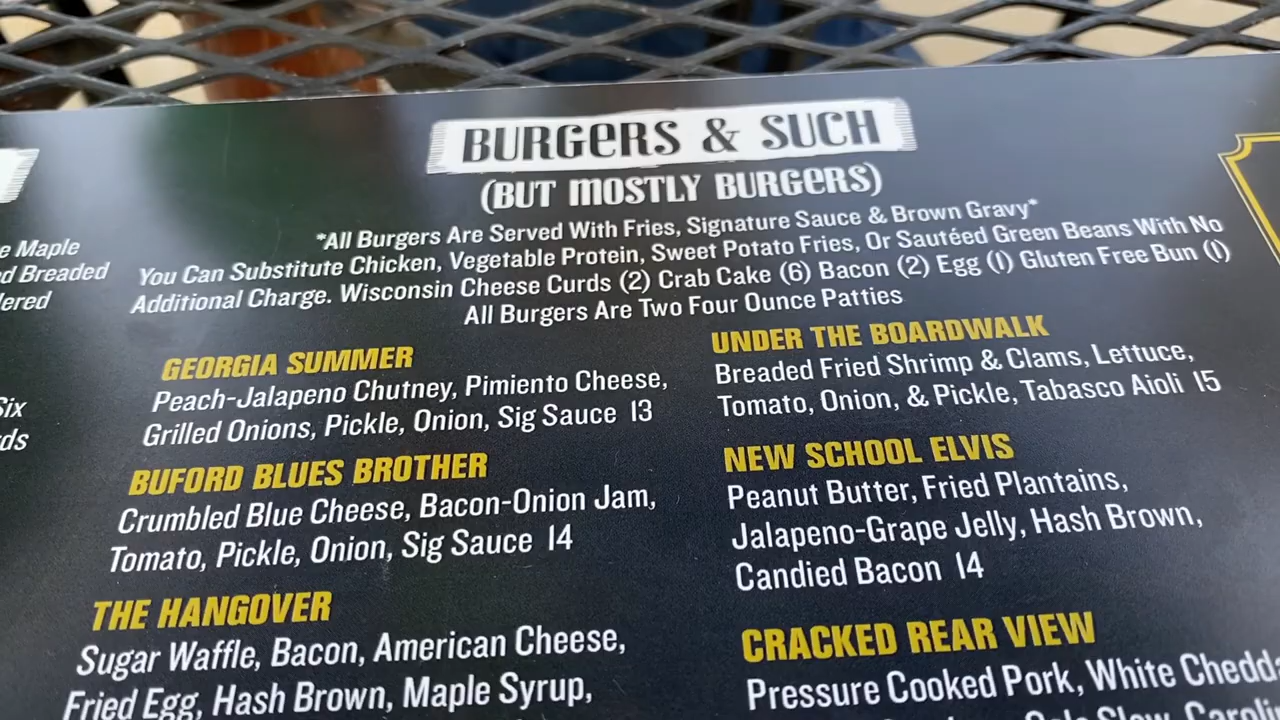 BURGERS & SUCH
(BUT MOSTLY BURGERS)
*All Burgers Are Served With Fries, Signature Sauce & Brown Gravy*
You Can Substitute Chicken, Vegetable Protein, Sweet Potato Fries, Or Sautéed Green Beans With No
Additional Charge. Wisconsin Cheese Curds (2) Crab Cake (6) Bacon (2) Egg (1) Gluten Free Bun (1)
All Burgers Are Two Four Ounce Patties
Maple
Breaded
Six
GEORGIA SUMMER
Peach-Jalapeno Chutney, Pimiento Cheese,
Grilled Onions, Pickle, Onion, Sig Sauce 13
BUFORD BLUES BROTHER
Crumbled Blue Cheese, Bacon-Onion Jam,
Tomato, Pickle, Onion, Sig Sauce 14
THE HANGOVER
Sugar Waffle, Bacon, American Cheese,
Fried Egg, Hash Brown, Maple Syrup,
UNDER THE BOARDWALK
Breaded Fried Shrimp & Clams, Lettuce,
Tomato, Onion, & Pickle, Tabasco Aioli 15
NEW SCHOOL ELVIS
Peanut Butter, Fried Plantains,
Jalapeno-Grape Jelly, Hash Brown,
Candied Bacon 14
CRACKED REAR VIEW
Pressure Cooked Pork, White Chedda
Slaw,